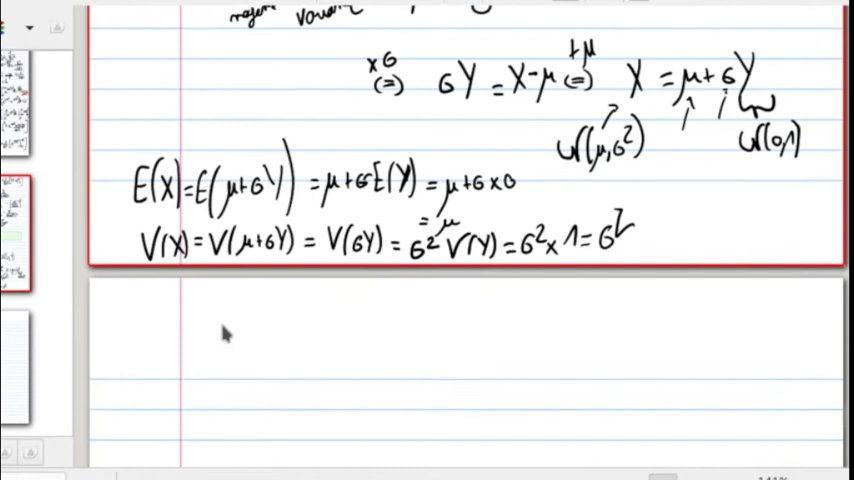 ×σ +μ
(=) σY = X-μ (=) X = μ+σY
N(μ,σ²) N(0,1)
E(X)=E(μ+σY) = μ+σE(Y) = μ+σ×0
= μ
V(X) = V(μ+σY) = V(σY) = σ² V(Y) = σ² × 1 = σ²